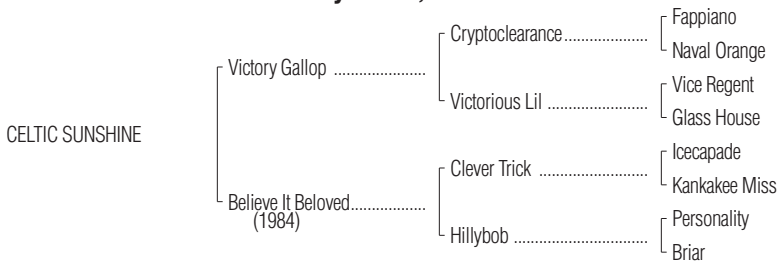 Fappiano
Cryptoclearance....................
Naval Orange
Victory Gallop ......................
Vice Regent
Victorious Lil ........................
Glass House
CELTIC SUNSHINE
Icecapade
Clever Trick ..........................
Kankakee Miss
Believe It Beloved..................
(1984)
Personality
Hillybob ................................
Briar